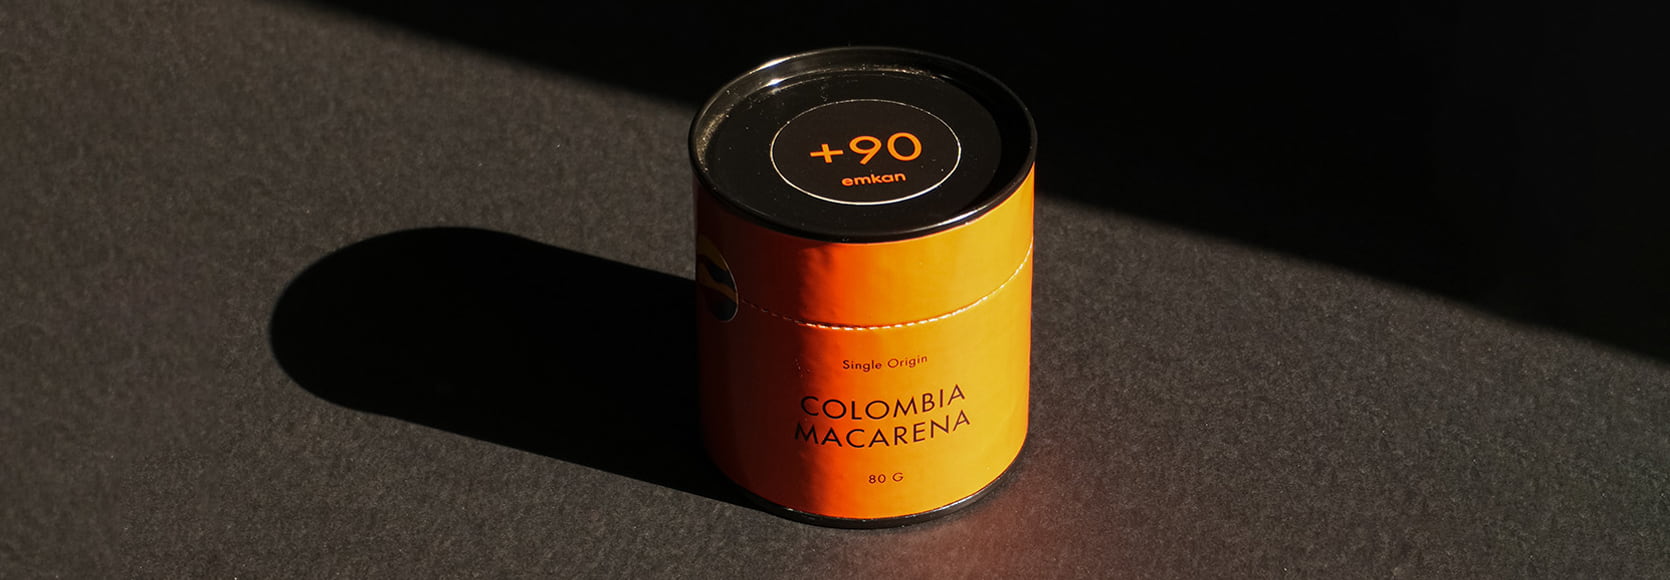 +90
emkan
Single Origin
COLOMBIA
MACARENA
80 G